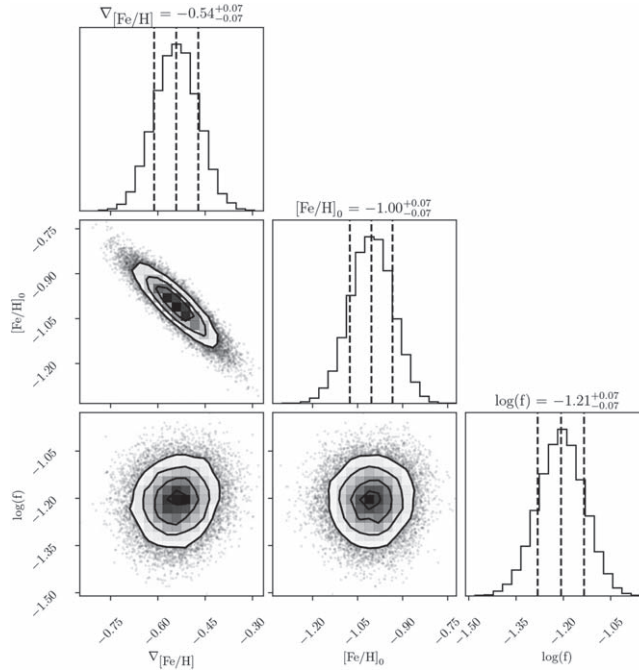 ∇[Fe/H] = −0.54 +0.07 −0.07
[Fe/H]0 = −1.00 +0.07 −0.07
−0.75
−0.90
−1.05
−1.20
[Fe/H]0
log(f) = −1.21 +0.07 −0.07
−1.05
−1.20
−1.35
−1.50
log(f)
−0.75 −0.60 −0.45 −0.30
−1.20 −1.05 −0.90 −0.75
−1.50 −1.35 −1.20 −1.05
∇[Fe/H] [Fe/H]0 log(f)